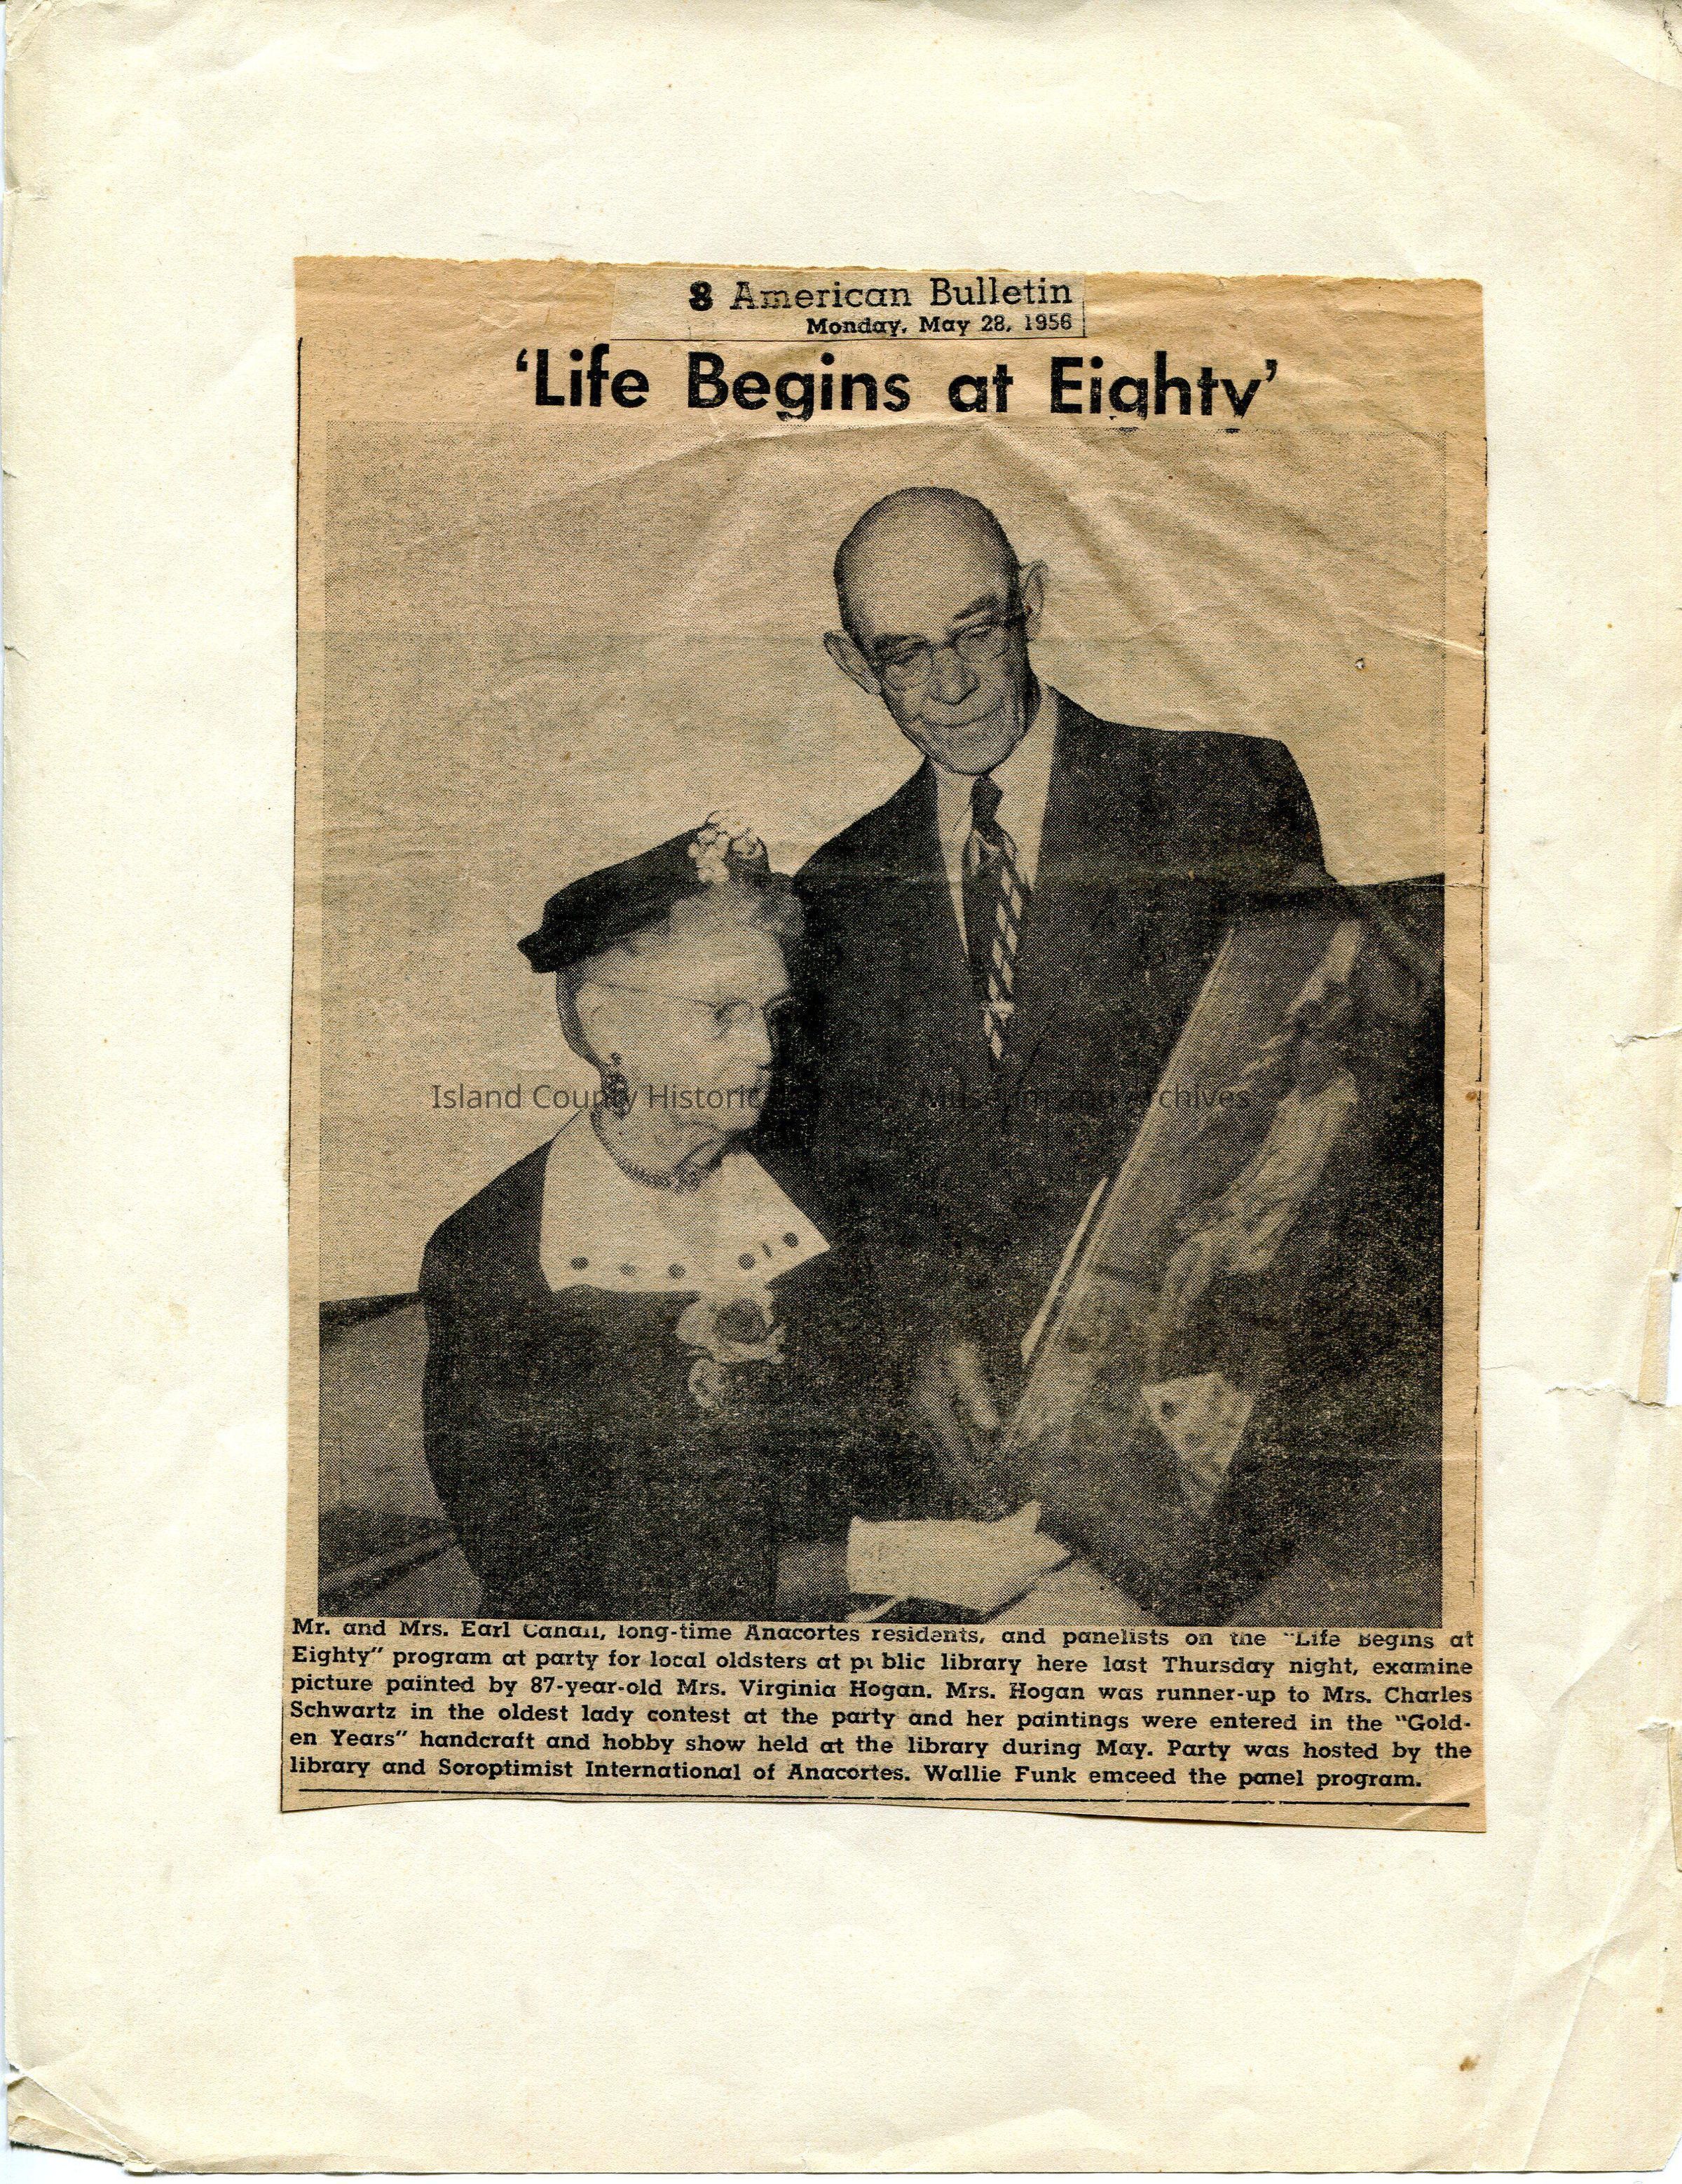 8 American Bulletin
Monday, May 28, 1956
‘Life Begins at Eighty’
Island County Historical Society Museum and Archives
Mr. and Mrs. Earl long-time Anacortes residents, and panelists on the "Life Begins at
Eighty" program at party for local oldsters at public library here last Thursday night, examine
picture painted by 87-year-old Mrs. Virginia Hogan. Mrs. Hogan was runner-up to Mrs. Charles
Schwartz in the oldest lady contest at the party and her paintings were entered in the "Gold-
en Years" handcraft and hobby show held at the library during May. Party was hosted by the
library and Soroptimist International of Anacortes. Wallie Funk emceed the panel program.